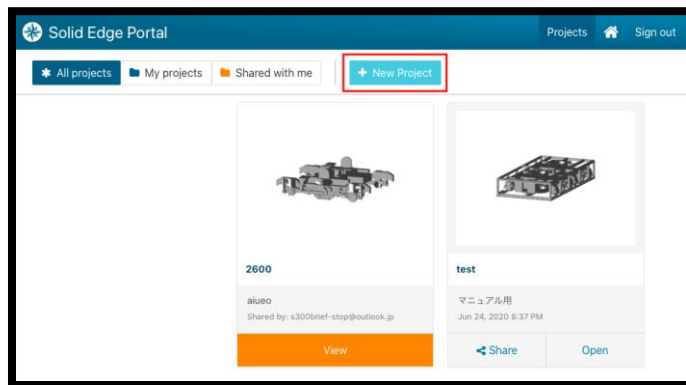 Solid Edge Portal
Projects
Sign out
All projects
My projects
Shared with me
+ New Project
2600
test
aiueo
Shared by: s300brief-stop@outlook.jp
マニュアル用
Jun 24, 2020 8:37 PM
View
Share
Open